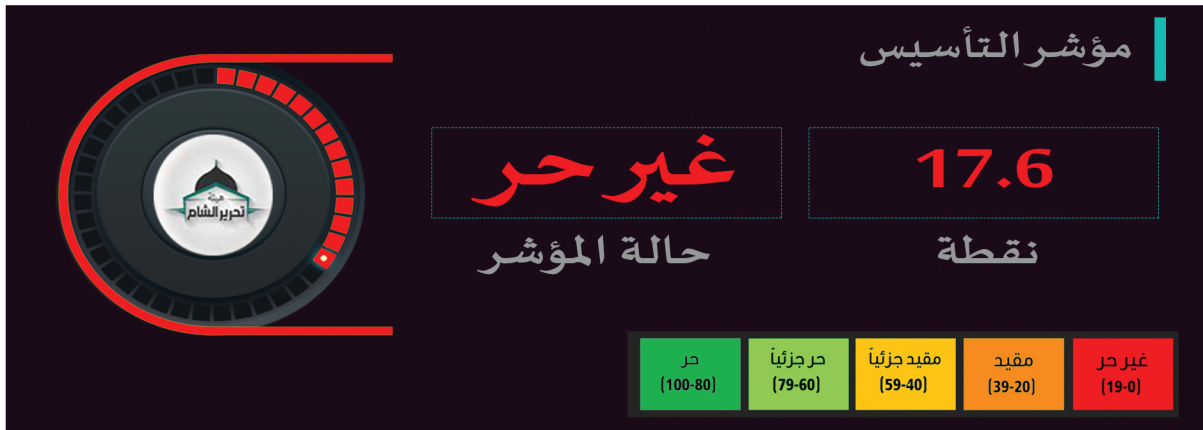 مؤشر التأسيس
17.6
نقطة
غير حر
حالة المؤشر
هيئة
تحرير الشام
غير حر
(19-0)
مقيد
(39-20)
مقيد جزئياً
(59-40)
حر جزئياً
(79-60)
حر
(100-80)